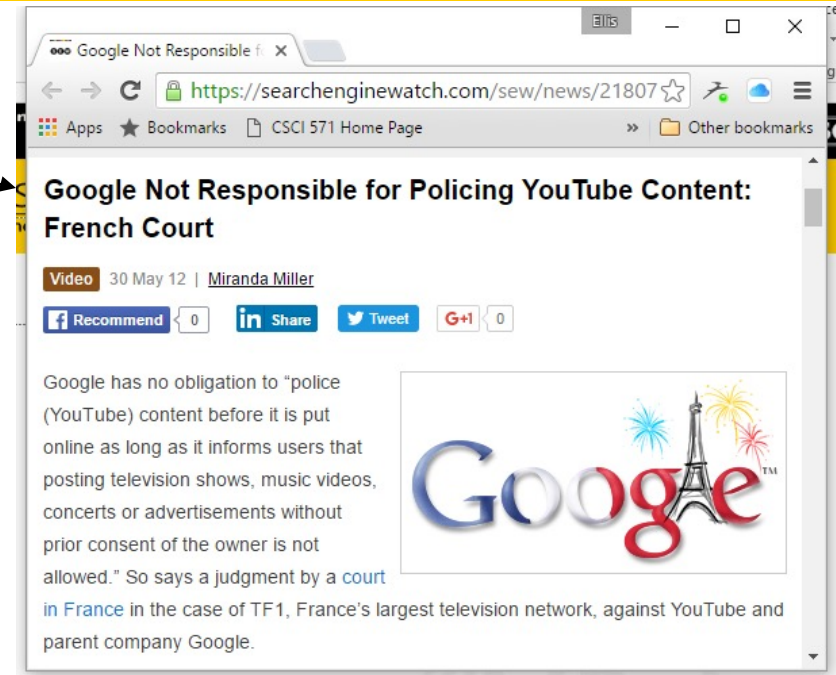 Ellis
Google Not Responsible f
https://searchenginewatch.com/sew/news/21807
Apps Bookmarks CSCI 571 Home Page » Other bookmarks
Google Not Responsible for Policing YouTube Content:
French Court
Video 30 May 12 | Miranda Miller
f Recommend 0 in Share Tweet G+1 0
Google has no obligation to “police
(YouTube) content before it is put
online as long as it informs users that
posting television shows, music videos,
concerts or advertisements without
prior consent of the owner is not
allowed.” So says a judgment by a court
in France in the case of TF1, France’s largest television network, against YouTube and
parent company Google.
Google TM